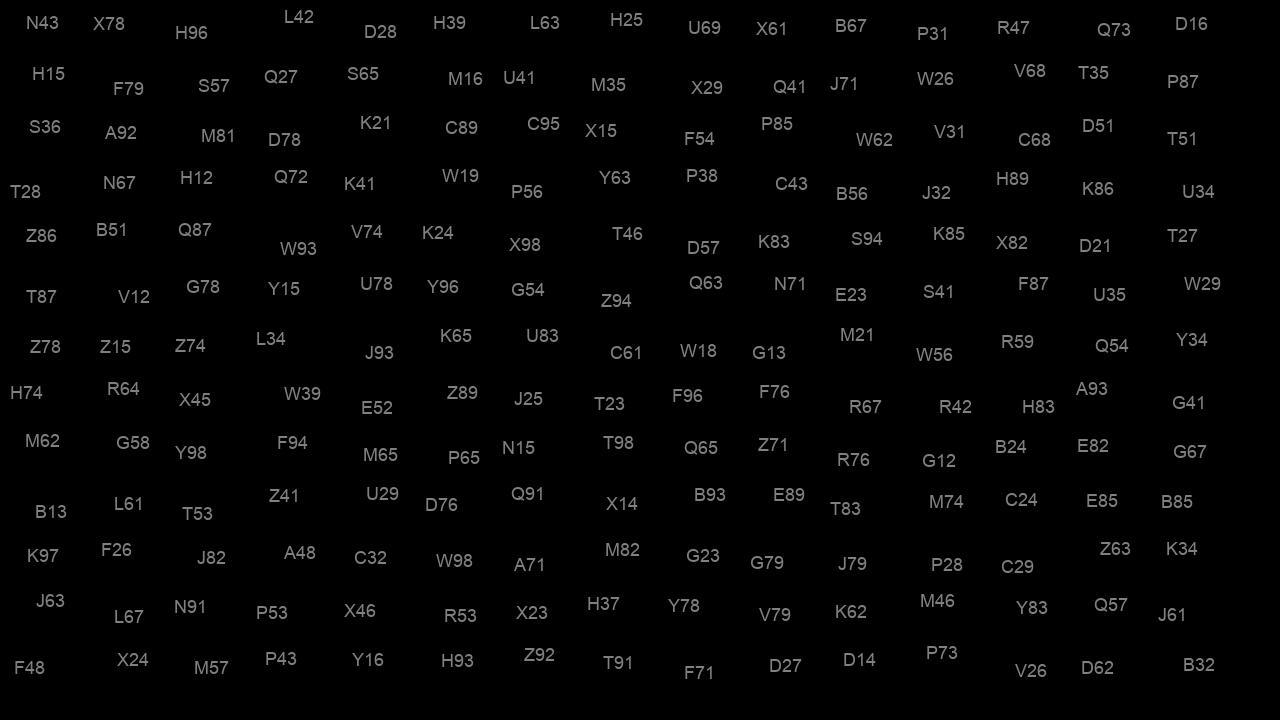 N43 X78 H96 L42 D28 H39 L63 H25 U69 X61 B67 P31 R47 Q73 D16
H15 F79 S57 Q27 S65 M16 U41 M35 X29 Q41 J71 W26 V68 T35 P87
S36 A92 M81 D78 K21 C89 C95 X15 F54 P85 W62 V31 C68 D51 T51
T28 N67 H12 Q72 K41 W19 P56 Y63 P38 C43 B56 J32 H89 K86 U34
Z86 B51 Q87 W93 V74 K24 X98 T46 D57 K83 S94 K85 X82 D21 T27
T87 V12 G78 Y15 U78 Y96 G54 Z94 Q63 N71 E23 S41 F87 U35 W29
Z78 Z15 Z74 L34 J93 K65 U83 C61 W18 G13 M21 W56 R59 Q54 Y34
H74 R64 X45 W39 E52 Z89 J25 T23 F96 F76 R67 R42 H83 A93 G41
M62 G58 Y98 F94 M65 P65 N15 T98 Q65 Z71 R76 G12 B24 E82 G67
B13 L61 T53 Z41 U29 D76 Q91 X14 B93 E89 T83 M74 C24 E85 B85
K97 F26 J82 A48 C32 W98 A71 M82 G23 G79 J79 P28 C29 Z63 K34
J63 L67 N91 P53 X46 R53 X23 H37 Y78 V79 K62 M46 Y83 Q57 J61
F48 X24 M57 P43 Y16 H93 Z92 T91 F71 D27 D14 P73 V26 D62 B32